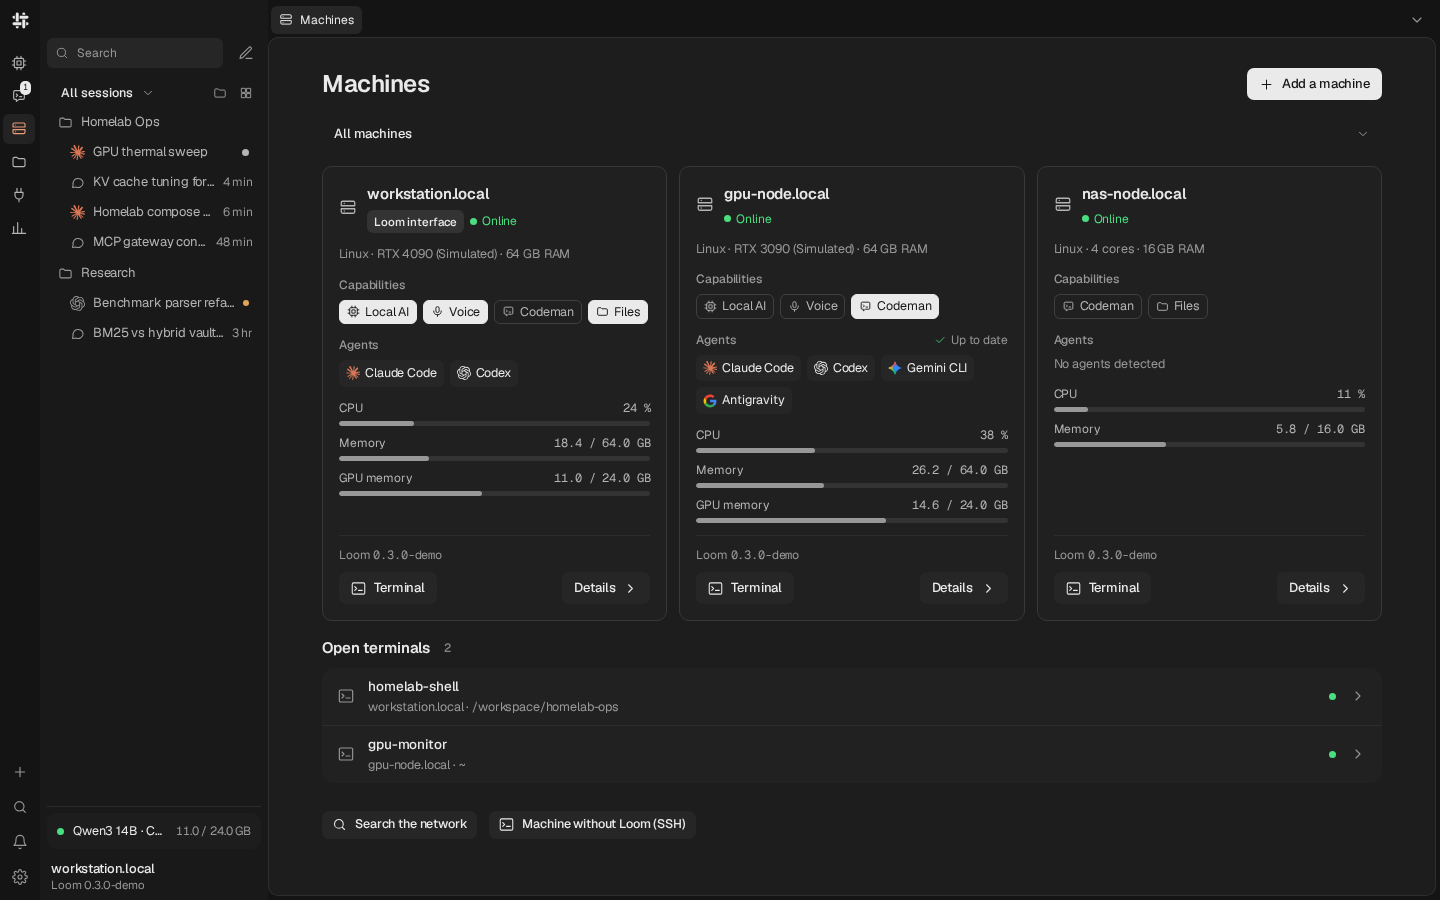 Machines
1
Search
All sessions
Homelab Ops
GPU thermal sweep
KV cache tuning for... 4 min
Homelab compose ... 6 min
MCP gateway con... 48 min
Research
Benchmark parser refa...
BM25 vs hybrid vault... 3 hr
Qwen3 14B · C... 11.0 / 24.0 GB
workstation.local
Loom 0.3.0-demo
Machines
Add a machine
All machines
workstation.local
Loom interface
Online
Linux · RTX 4090 (Simulated) · 64 GB RAM
Capabilities
Local AI Voice Codeman Files
Agents
Claude Code Codex
CPU 24 %
Memory 18.4 / 64.0 GB
GPU memory 11.0 / 24.0 GB
Loom 0.3.0-demo
Terminal Details
gpu-node.local
Online
Linux · RTX 3090 (Simulated) · 64 GB RAM
Capabilities
Local AI Voice Codeman
Agents Up to date
Claude Code Codex Gemini CLI
Antigravity
CPU 38 %
Memory 26.2 / 64.0 GB
GPU memory 14.6 / 24.0 GB
Loom 0.3.0-demo
Terminal Details
nas-node.local
Online
Linux · 4 cores · 16 GB RAM
Capabilities
Codeman Files
Agents
No agents detected
CPU 11 %
Memory 5.8 / 16.0 GB
Loom 0.3.0-demo
Terminal Details
Open terminals 2
homelab-shell
workstation.local · /workspace/homelab-ops
gpu-monitor
gpu-node.local · ~
Search the network Machine without Loom (SSH)